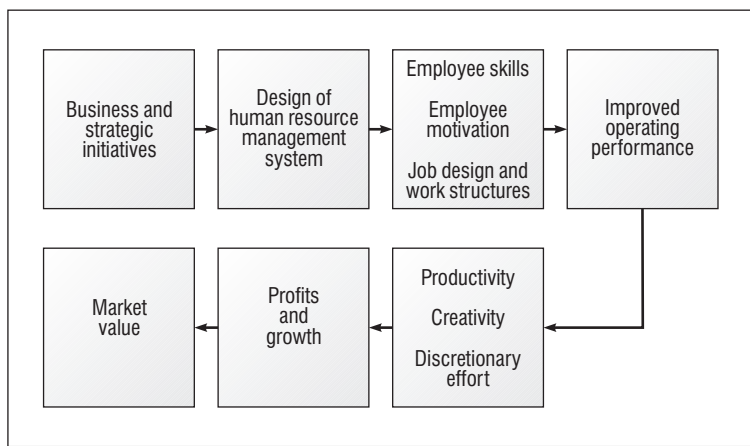 Business and
strategic
initiatives
Design of
human resource
management
system
Employee skills
Employee
motivation
Job design and
work structures
Improved
operating
performance
Market
value
Profits
and
growth
Productivity
Creativity
Discretionary
effort